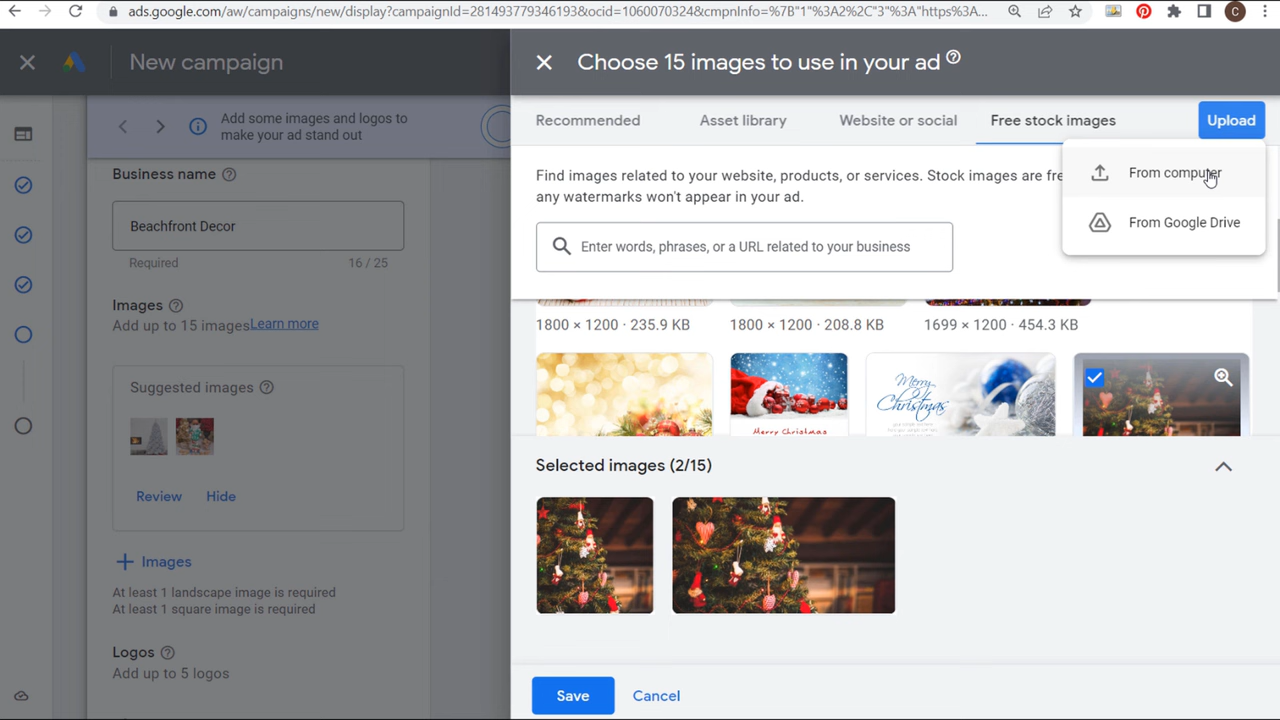 ads.google.com/aw/campaigns/new/display?campaignId=281493779346193&ocid=1060070324&cmpnInfo=%7B"1"%3A2%2C"3"%3A"https%3A...
C
New campaign
Add some images and logos to
make your ad stand out
Business name
Beachfront Decor
Required
16 / 25
Images
Add up to 15 imagesLearn more
Suggested images
Review
Hide
+ Images
At least 1 landscape image is required
At least 1 square image is required
Logos
Add up to 5 logos
Choose 15 images to use in your ad
Recommended
Asset library
Website or social
Free stock images
Upload
From computer
From Google Drive
Find images related to your website, products, or services. Stock images are fre
any watermarks won't appear in your ad.
Enter words, phrases, or a URL related to your business
1800 × 1200 · 235.9 KB
1800 × 1200 · 208.8 KB
1699 × 1200 · 454.3 KB
Merry Christmas
Merry
Christmas
Selected images (2/15)
Save
Cancel